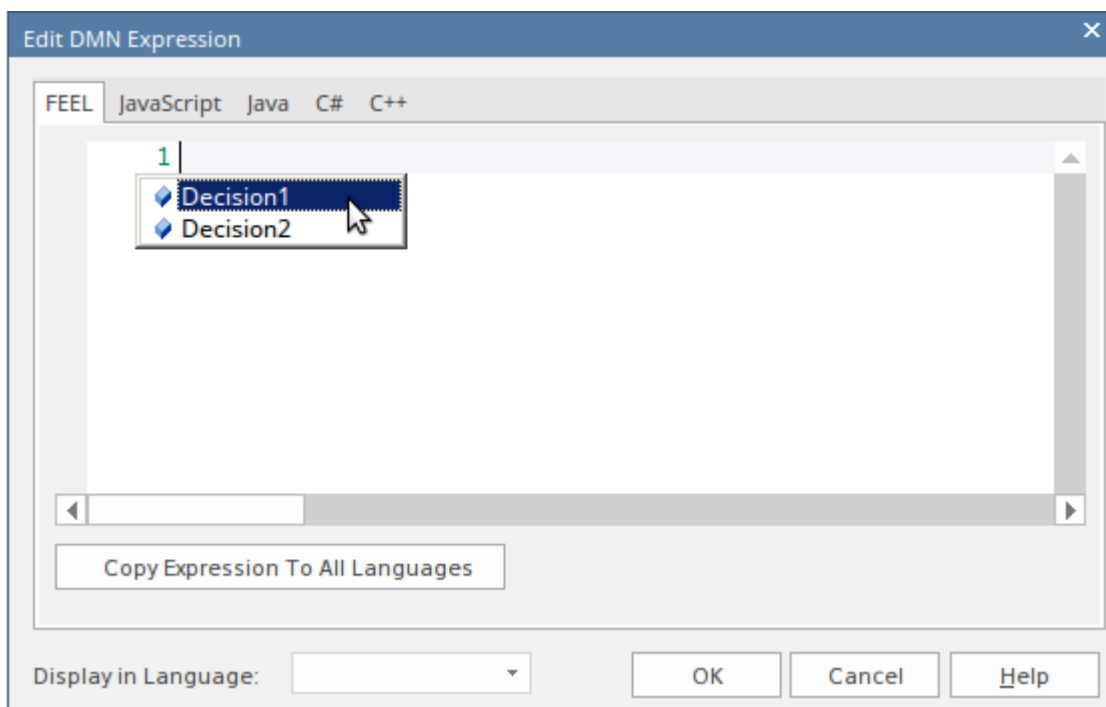 Edit DMN Expression
FEEL JavaScript Java C# C++
1
Decision1
Decision2
Copy Expression To All Languages
Display in Language: OK Cancel Help